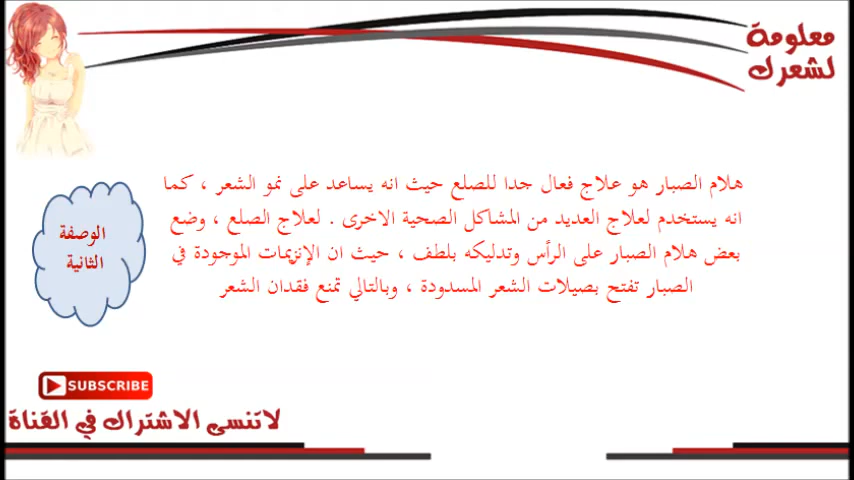 معلومة
لشعرك
هلام الصبار هو علاج فعال جدا للصلع حيث انه يساعد على نمو الشعر ، كما
انه يستخدم لعلاج العديد من المشاكل الصحية الاخرى . لعلاج الصلع ، وضع
بعض هلام الصبار على الرأس وتدليكه بلطف ، حيث ان الإنزيمات الموجودة في
الصبار تفتح بصيلات الشعر المسدودة ، وبالتالي تمنع فقدان الشعر
الوصفة
الثانية
SUBSCRIBE
لاتنسى الاشتراك في القناة